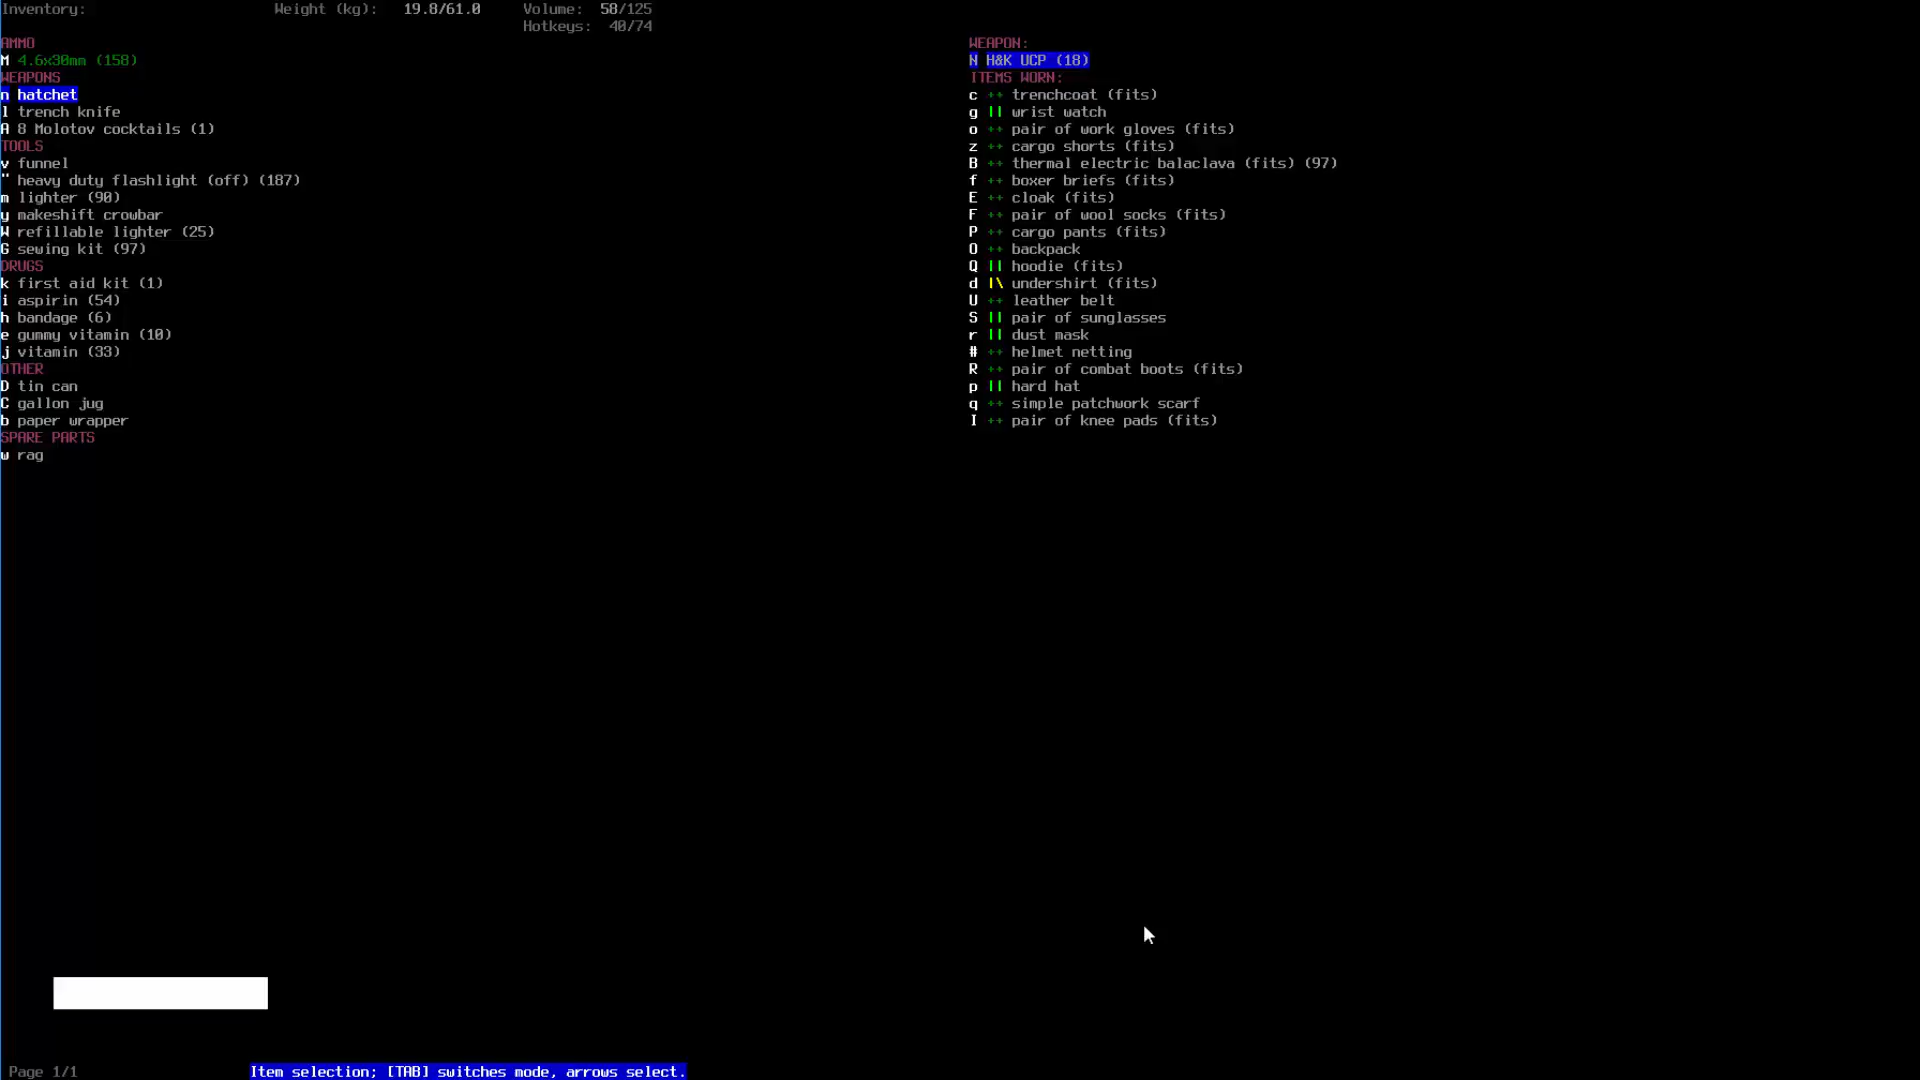 Inventory: Weight (kg): 19.8/61.0 Volume: 58/125
Hotkeys: 40/74
AMMO
M 4.6x30mm (158)
WEAPONS
n hatchet
l trench knife
A 8 Molotov cocktails (1)
TOOLS
v funnel
" heavy duty flashlight (off) (187)
m lighter (90)
y makeshift crowbar
W refillable lighter (25)
G sewing kit (97)
DRUGS
k first aid kit (1)
i aspirin (54)
h bandage (6)
e gummy vitamin (10)
j vitamin (33)
OTHER
D tin can
C gallon jug
b paper wrapper
SPARE PARTS
w rag
WEAPON:
N H&K UCP (18)
ITEMS WORN:
c ++ trenchcoat (fits)
g || wrist watch
o ++ pair of work gloves (fits)
z ++ cargo shorts (fits)
B ++ thermal electric balaclava (fits) (97)
f ++ boxer briefs (fits)
E ++ cloak (fits)
F ++ pair of wool socks (fits)
P ++ cargo pants (fits)
O ++ backpack
Q || hoodie (fits)
d |\ undershirt (fits)
U ++ leather belt
S || pair of sunglasses
r || dust mask
# ++ helmet netting
R ++ pair of combat boots (fits)
p || hard hat
q ++ simple patchwork scarf
I ++ pair of knee pads (fits)
Page 1/1 Item selection; [TAB] switches mode, arrows select.